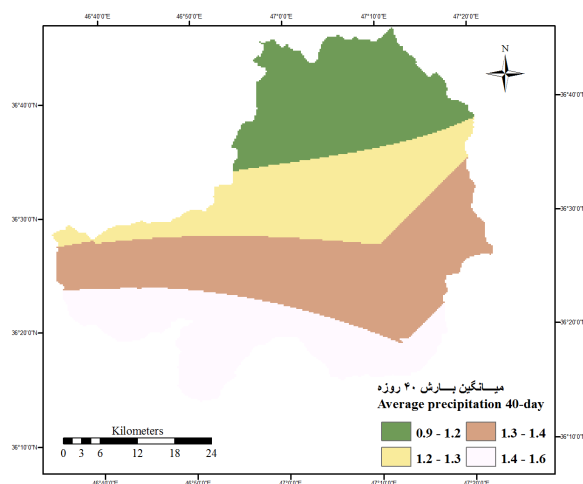 46°40'0"E 46°50'0"E 47°0'0"E 47°10'0"E 47°20'0"E
N
36°40'0"N 36°40'0"N
36°30'0"N 36°30'0"N
36°20'0"N 36°20'0"N
میـــانگین بـــارش ۴۰ روزه
Average precipitation 40-day
0.9 - 1.2 1.3 - 1.4
1.2 - 1.3 1.4 - 1.6
Kilometers
0 3 6 12 18 24
36°10'0"N 36°10'0"N
46°40'0"E 46°50'0"E 47°0'0"E 47°10'0"E 47°20'0"E